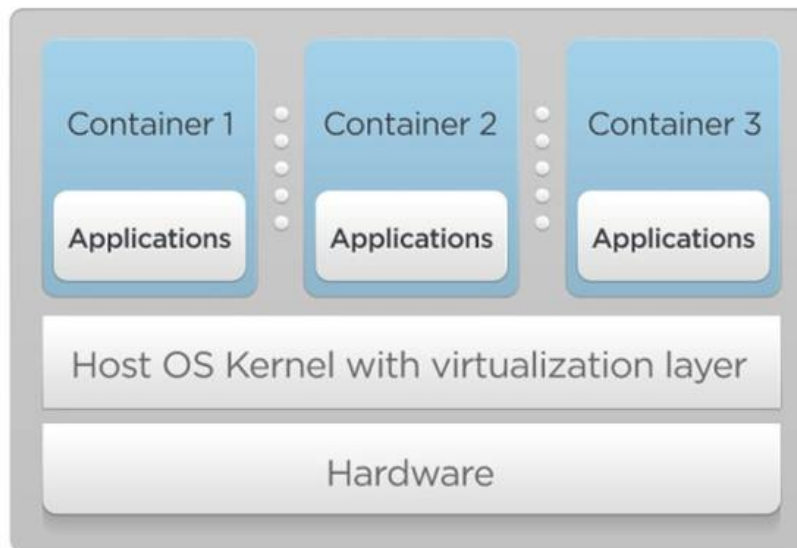 Container 1
Container 2
Container 3
Applications
Applications
Applications
Host OS Kernel with virtualization layer
Hardware